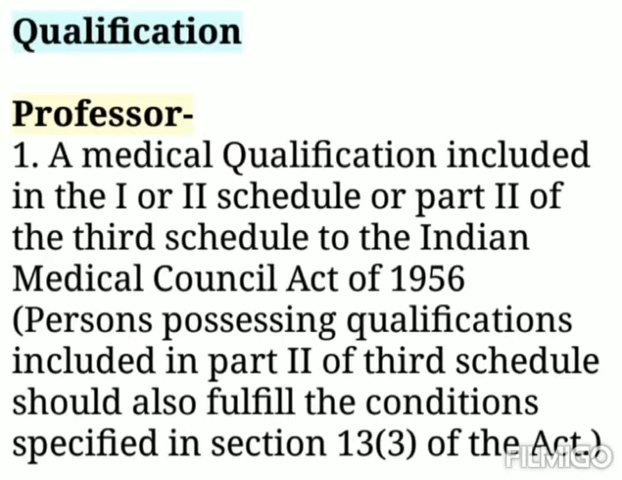 Qualification
Professor-
1. A medical Qualification included
in the I or II schedule or part II of
the third schedule to the Indian
Medical Council Act of 1956
(Persons possessing qualifications
included in part II of third schedule
should also fulfill the conditions
specified in section 13(3) of the Act.)
FILMIGO